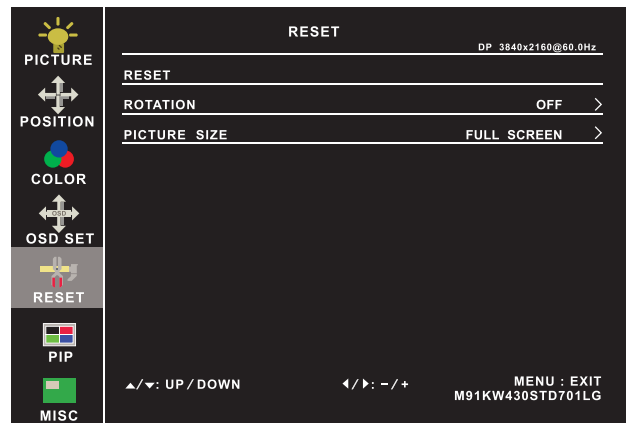 PICTURE
POSITION
COLOR
OSD
OSD SET
RESET
PIP
MISC
RESET
DP 3840x2160@60.0Hz
RESET
ROTATION OFF >
PICTURE SIZE FULL SCREEN >
▲/▼: UP / DOWN ◀/▶: – / + MENU : EXIT
M91KW430STD701LG